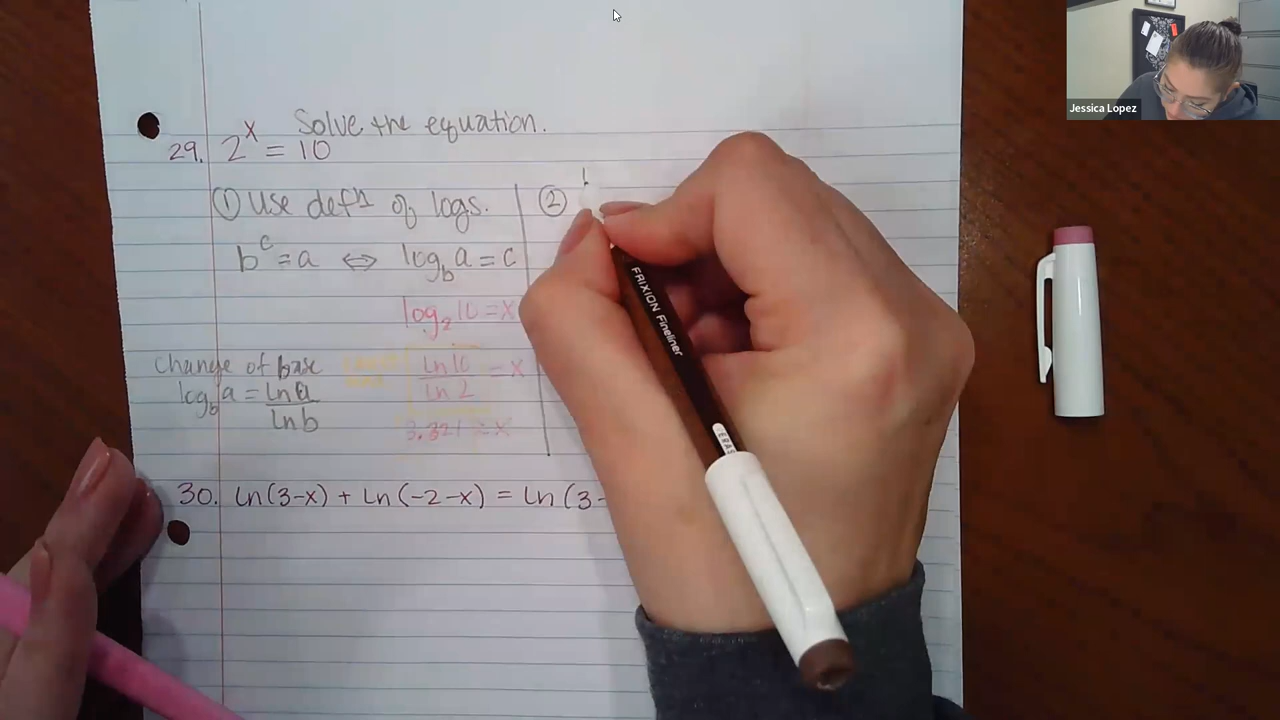 Jessica Lopez
Solve the equation.
29. 2^x = 10
① Use defn of logs.
b^c = a ⇔ log_b a = c
log_2 10 = x
ln 10 / ln 2 = x
3.321 ≈ x
change of base
log_b a = ln a / ln b
②
FRIXION Fineliner
30. ln(3-x) + ln(-2-x) = ln(3-